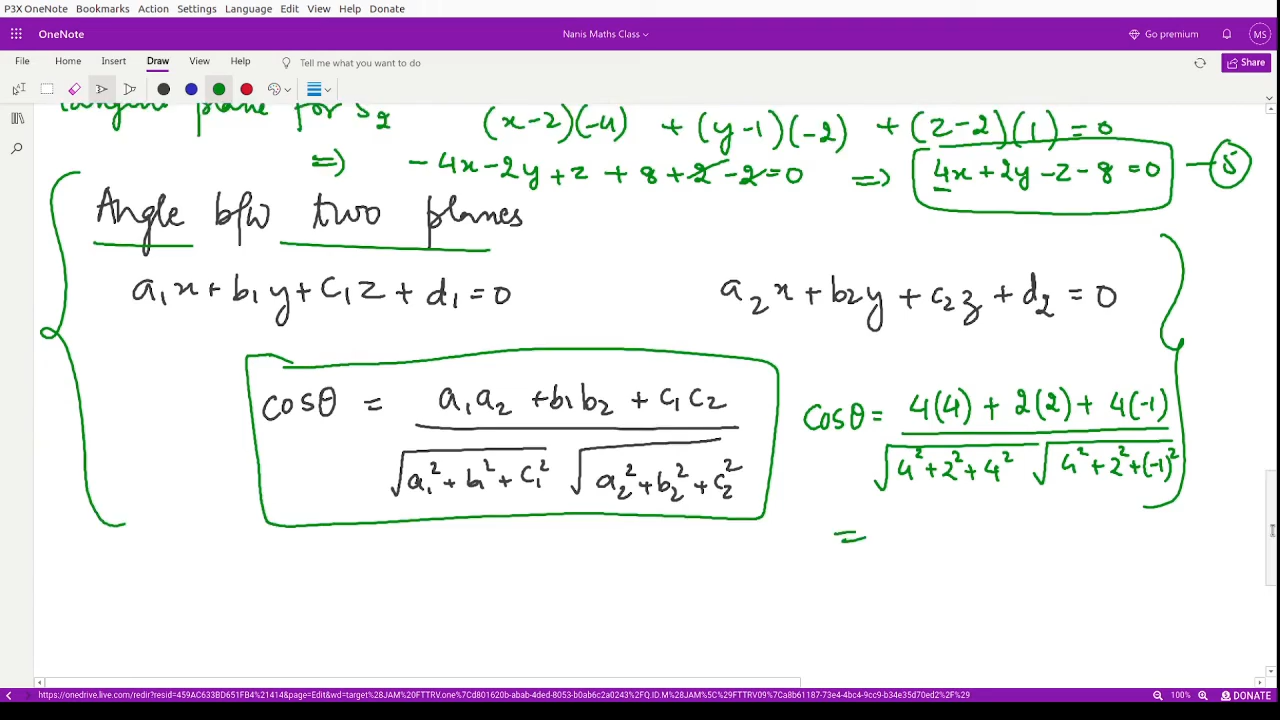 P3X OneNote Bookmarks Action Settings Language Edit View Help Donate
OneNote
Nanis Maths Class
Go premium
MS
File Home Insert Draw View Help Tell me what you want to do
Share
Tangent plane for S₂ (x-2)(-4) + (y-1)(-2) + (z-2)(1) = 0
=) -4x-2y+z + 8+2-2=0 => 4x+2y-z-8=0 —⑤
Angle b/w two planes
a₁x+b₁y+c₁z+d₁=0 a₂x+b₂y+c₂z+d₂=0
cosθ = (a₁a₂+b₁b₂+c₁c₂) / (√(a₁²+b₁²+c₁²) √(a₂²+b₂²+c₂²))
cosθ = (4(4)+2(2)+4(-1)) / (√(4²+2²+4²) √(4²+2²+(-1)²))
=
100%
DONATE